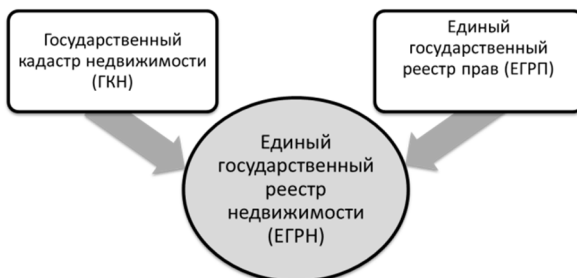 Государственный
кадастр недвижимости
(ГКН)
Единый
государственный
реестр прав (ЕГРП)
Единый
государственный
реестр
недвижимости
(ЕГРН)